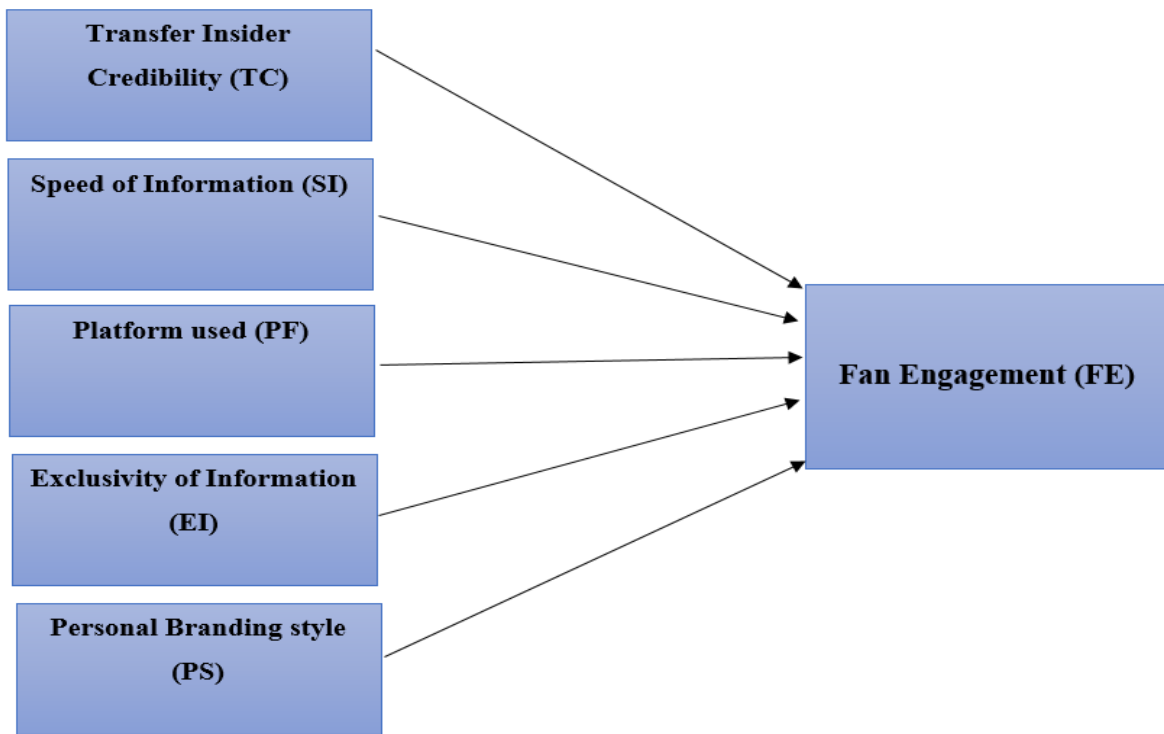 Transfer Insider
Credibility (TC)
Speed of Information (SI)
Platform used (PF)
Exclusivity of Information
(EI)
Personal Branding style
(PS)
Fan Engagement (FE)